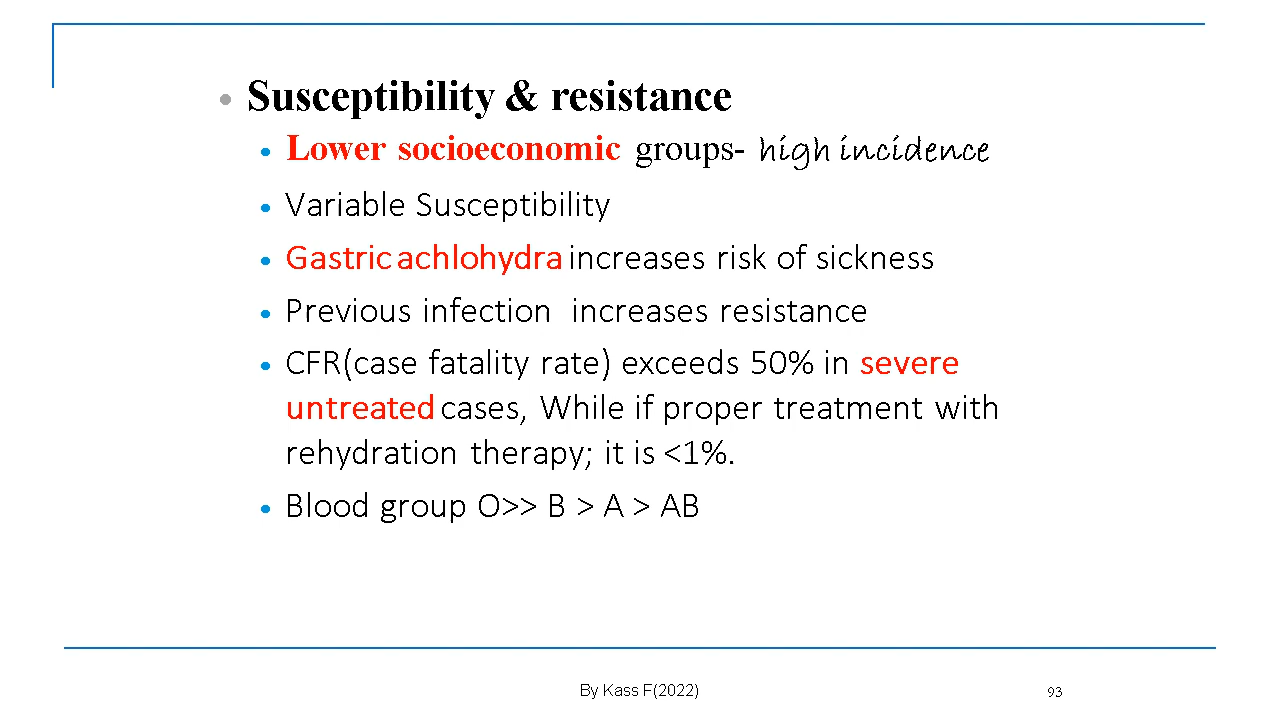 • Susceptibility & resistance
• Lower socioeconomic groups- high incidence
• Variable Susceptibility
• Gastric achlohydra increases risk of sickness
• Previous infection increases resistance
• CFR(case fatality rate) exceeds 50% in severe
untreated cases, While if proper treatment with
rehydration therapy; it is <1%.
• Blood group O>> B > A > AB
By Kass F(2022)
93